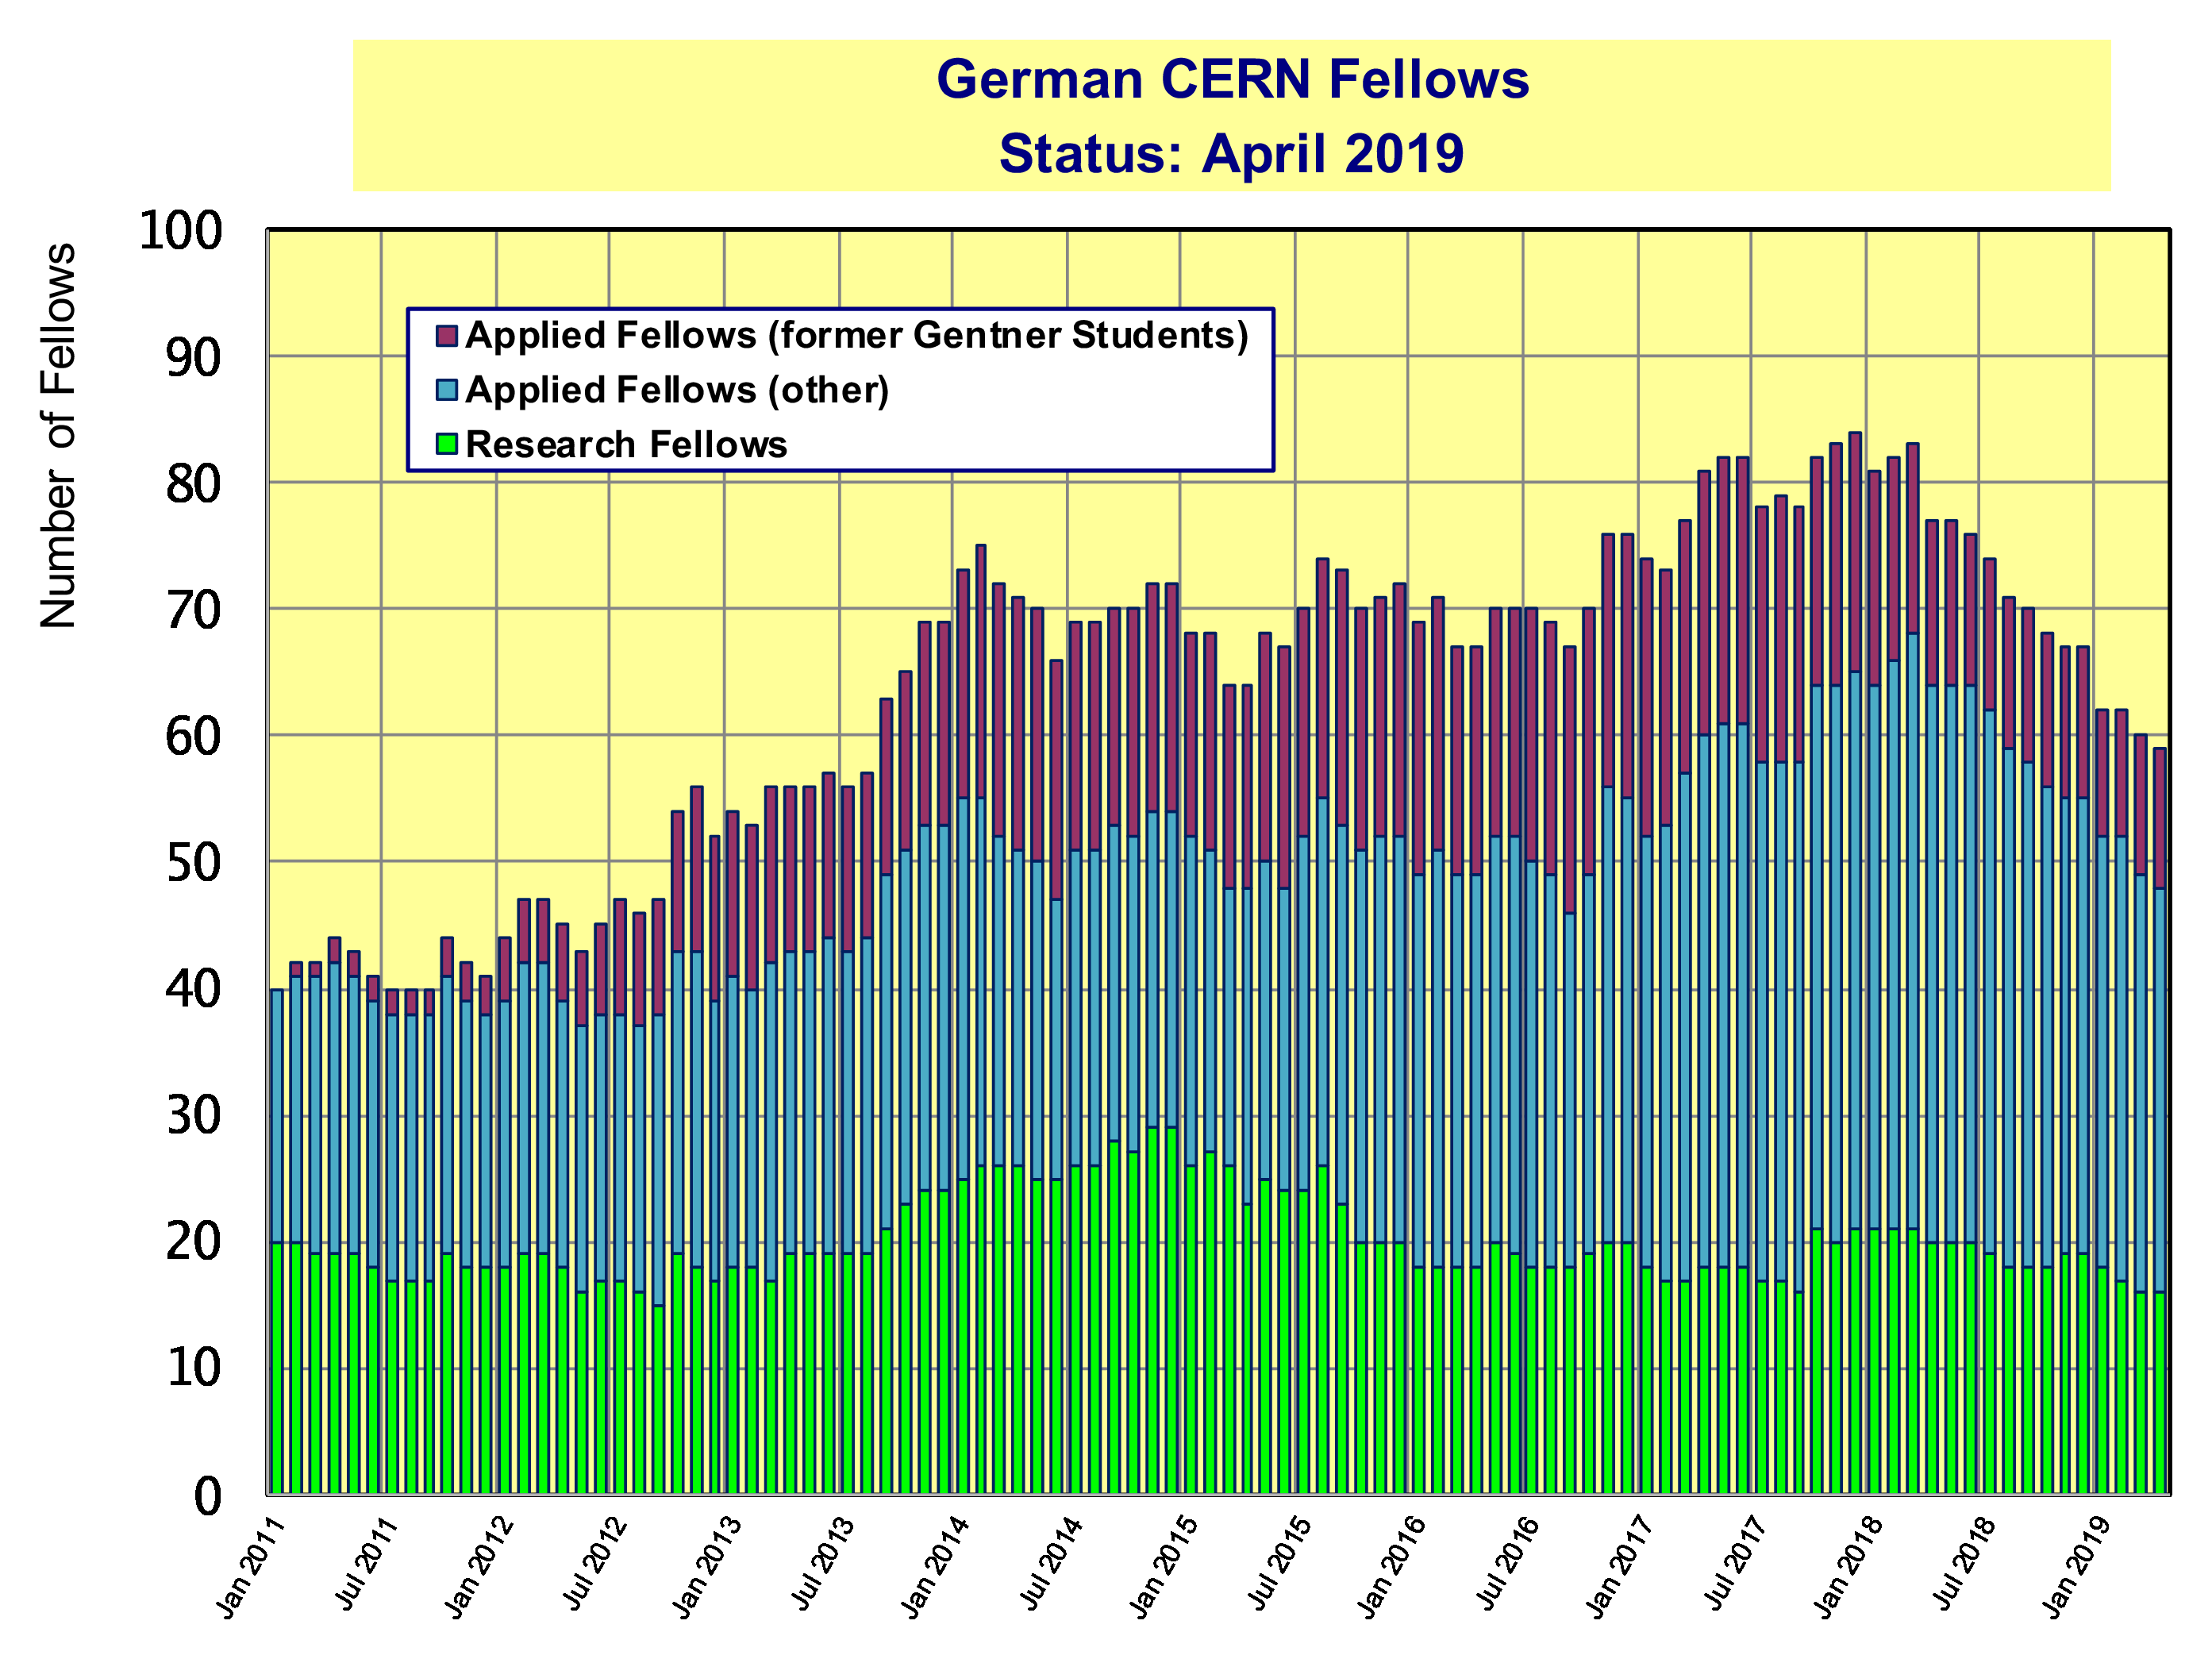 German CERN Fellows
Status: April 2019
Number of Fellows
100
90
80
70
60
50
40
30
20
10
0
Applied Fellows (former Gentner Students)
Applied Fellows (other)
Research Fellows
Jan 2011
Jul 2011
Jan 2012
Jul 2012
Jan 2013
Jul 2013
Jan 2014
Jul 2014
Jan 2015
Jul 2015
Jan 2016
Jul 2016
Jan 2017
Jul 2017
Jan 2018
Jul 2018
Jan 2019